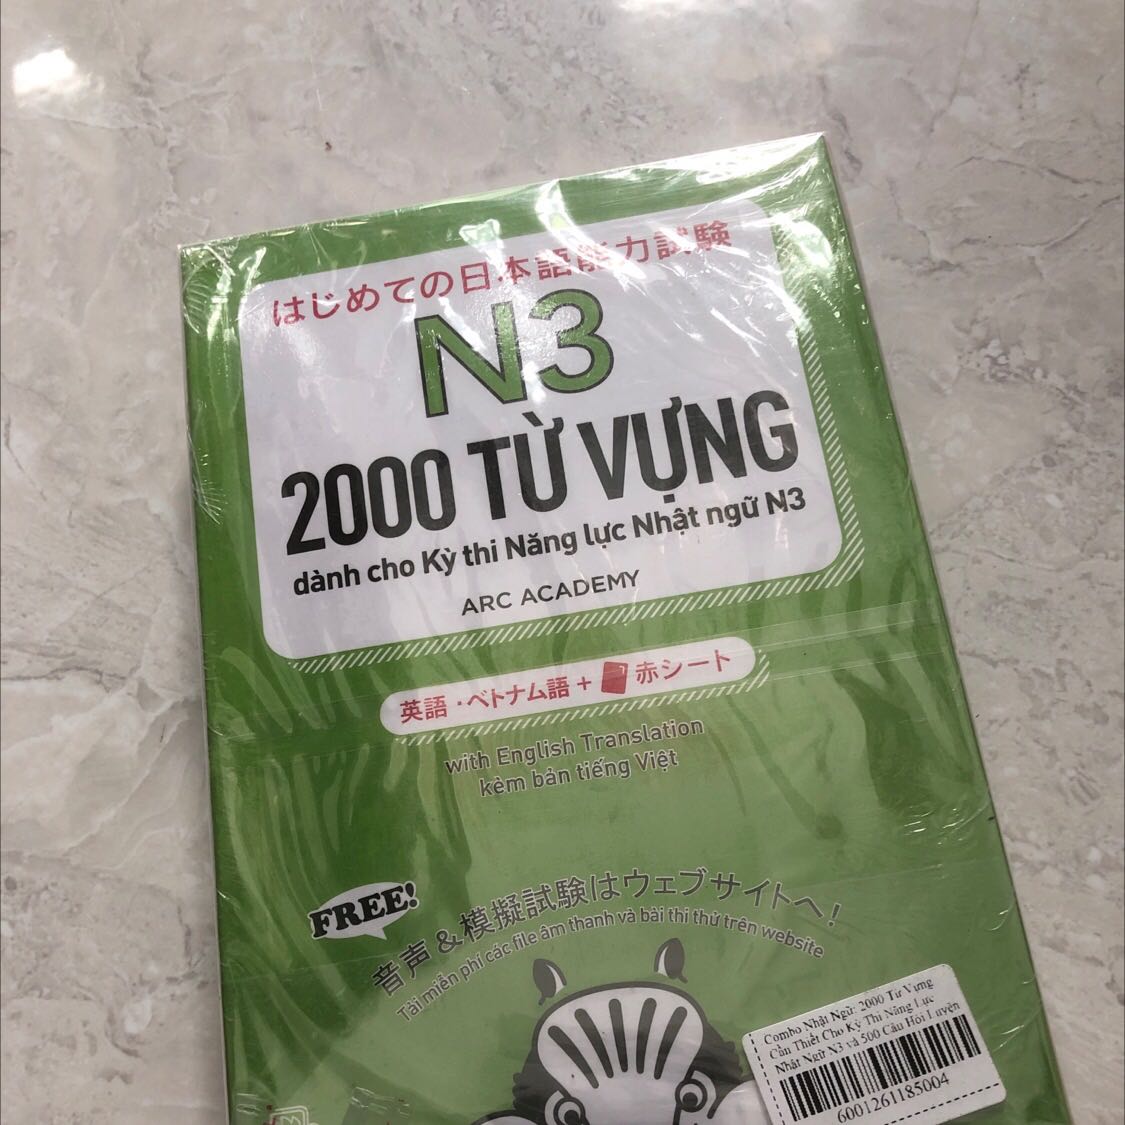 はじめての日本語能力試験
N3
2000 TỪ VỰNG
dành cho Kỳ thi Năng lực Nhật ngữ N3
ARC ACADEMY
英語・ベトナム語 + 赤シート
with English Translation
kèm bản tiếng Việt
FREE!
音声&模擬試験はウェブサイトへ!
Tải miễn phí các file âm thanh và bài thi thử trên website
Combo Nhật Ngữ: 2000 Từ Vựng
Cần Thiết Cho Kỳ Thi Năng Lực
Nhật Ngữ N3 và 500 Câu Hỏi Luyện
6001261185004